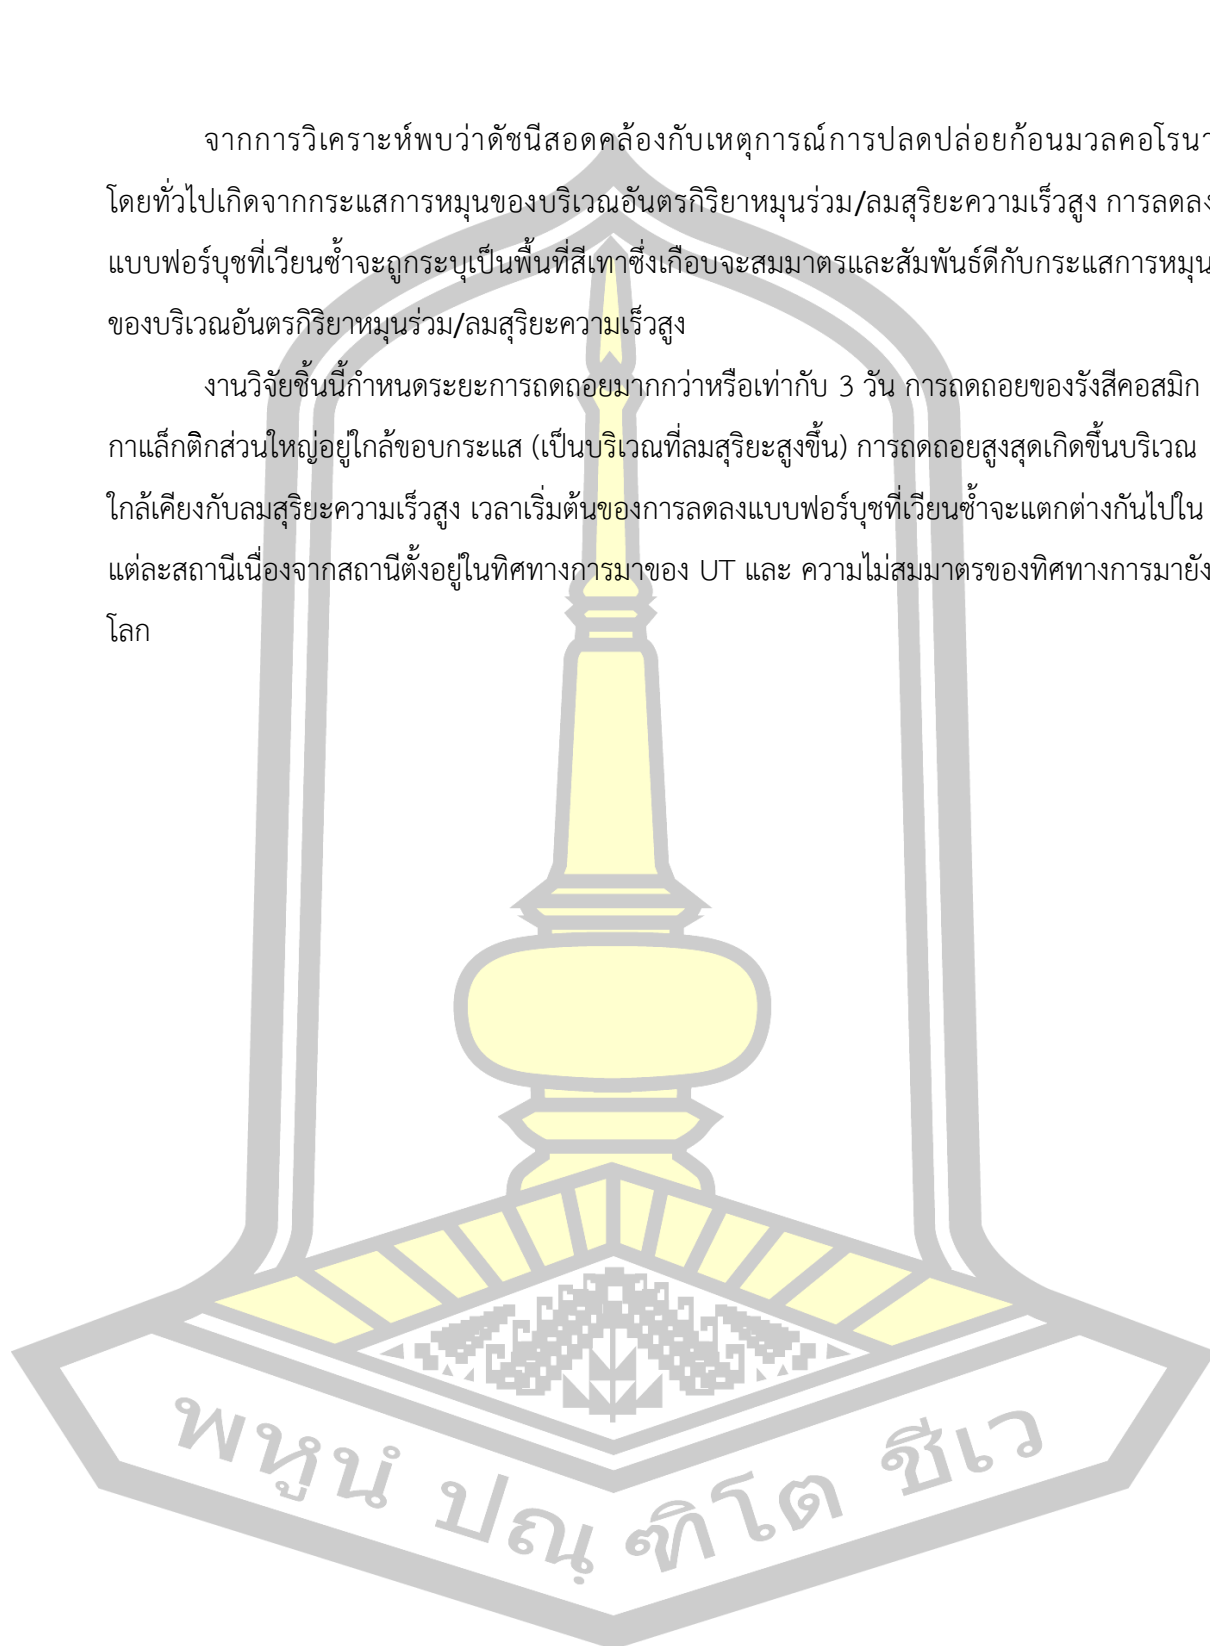 จากการวิเคราะห์พบว่าดัชนีสอดคล้องกับเหตุการณ์การปลดปล่อยก้อนมวลคอโรนา
โดยทั่วไปเกิดจากกระแสการหมุนของบริเวณอันตรกิริยาหมุนร่วม/ลมสุริยะความเร็วสูง การลดลง
แบบฟอร์บุชที่เวียนซ้ำจะถูกระบุเป็นพื้นที่สีเทาซึ่งเกือบจะสมมาตรและสัมพันธ์ดีกับกระแสการหมุน
ของบริเวณอันตรกิริยาหมุนร่วม/ลมสุริยะความเร็วสูง
งานวิจัยชิ้นนี้กำหนดระยะการถดถอยมากกว่าหรือเท่ากับ 3 วัน การถดถอยของรังสีคอสมิก
กาแล็กติกส่วนใหญ่อยู่ใกล้ขอบกระแส (เป็นบริเวณที่ลมสุริยะสูงขึ้น) การถดถอยสูงสุดเกิดขึ้นบริเวณ
ใกล้เคียงกับลมสุริยะความเร็วสูง เวลาเริ่มต้นของการลดลงแบบฟอร์บุชที่เวียนซ้ำจะแตกต่างกันไปใน
แต่ละสถานีเนื่องจากสถานีตั้งอยู่ในทิศทางการมาของ UT และ ความไม่สมมาตรของทิศทางการมายัง
โลก
พหูนํ ปณฺ ฑิโต ชีเว